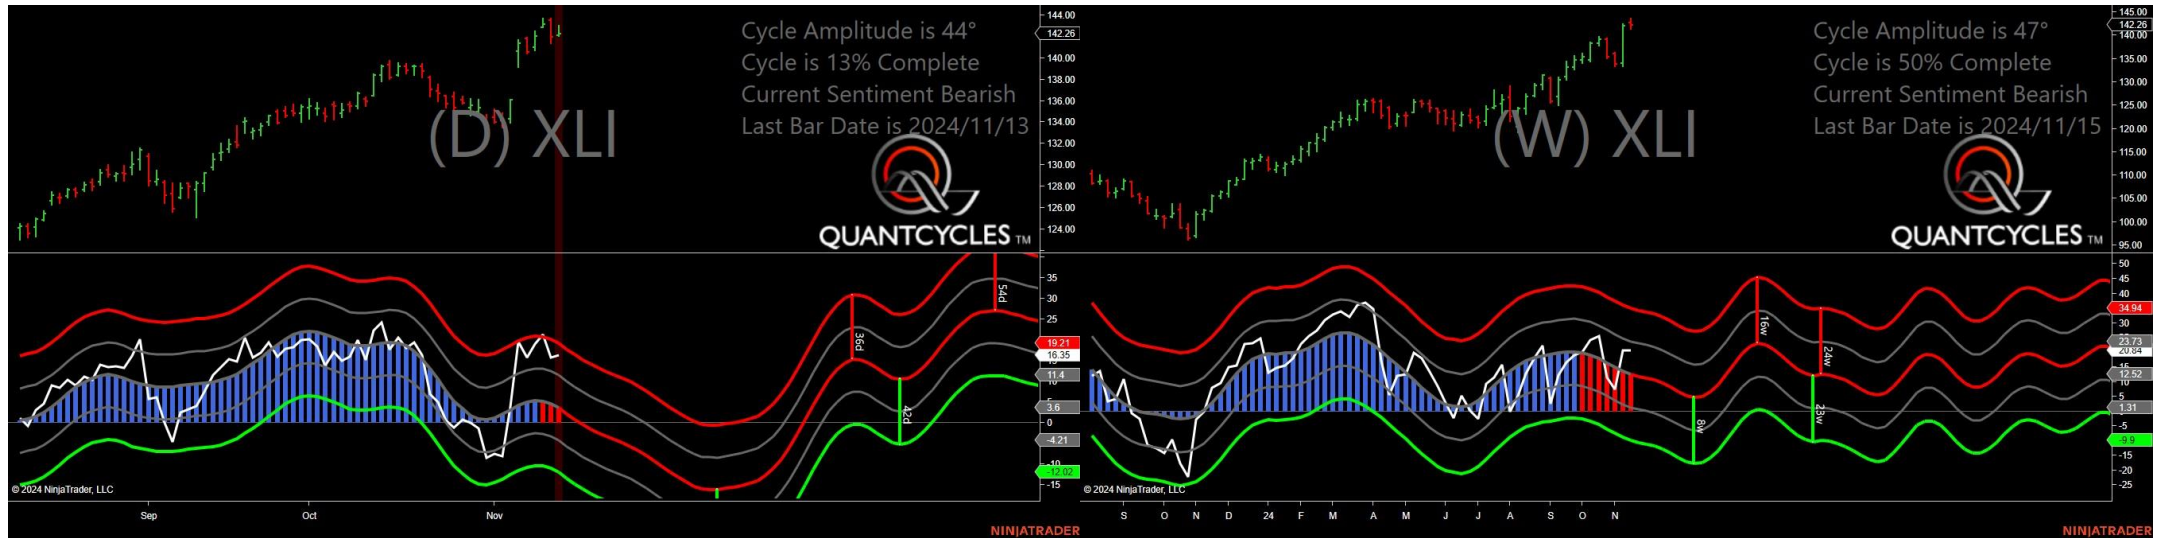 Cycle Amplitude is 44°
Cycle is 13% Complete
Current Sentiment Bearish
Last Bar Date is 2024/11/13
(D) XLI
QUANTCYCLES TM
144.00
142.26
140.00
138.00
136.00
134.00
132.00
130.00
128.00
126.00
124.00
35
30
25
19.21
16.35
11.4
3.6
0
-4.21
-10
-12.02
-15
36d
42d
54d
© 2024 NinjaTrader, LLC
Sep Oct Nov
NINJATRADER
Cycle Amplitude is 47°
Cycle is 50% Complete
Current Sentiment Bearish
Last Bar Date is 2024/11/15
(W) XLI
QUANTCYCLES TM
145.00
142.26
140.00
135.00
130.00
125.00
120.00
115.00
110.00
105.00
100.00
95.00
50
45
40
34.94
30
23.73
20.84
12.52
5
1.31
-5
-9.9
-15
-20
-25
8w
16w
23w
24w
© 2024 NinjaTrader, LLC
S O N D 24 F M A M J J A S O N
NINJATRADER